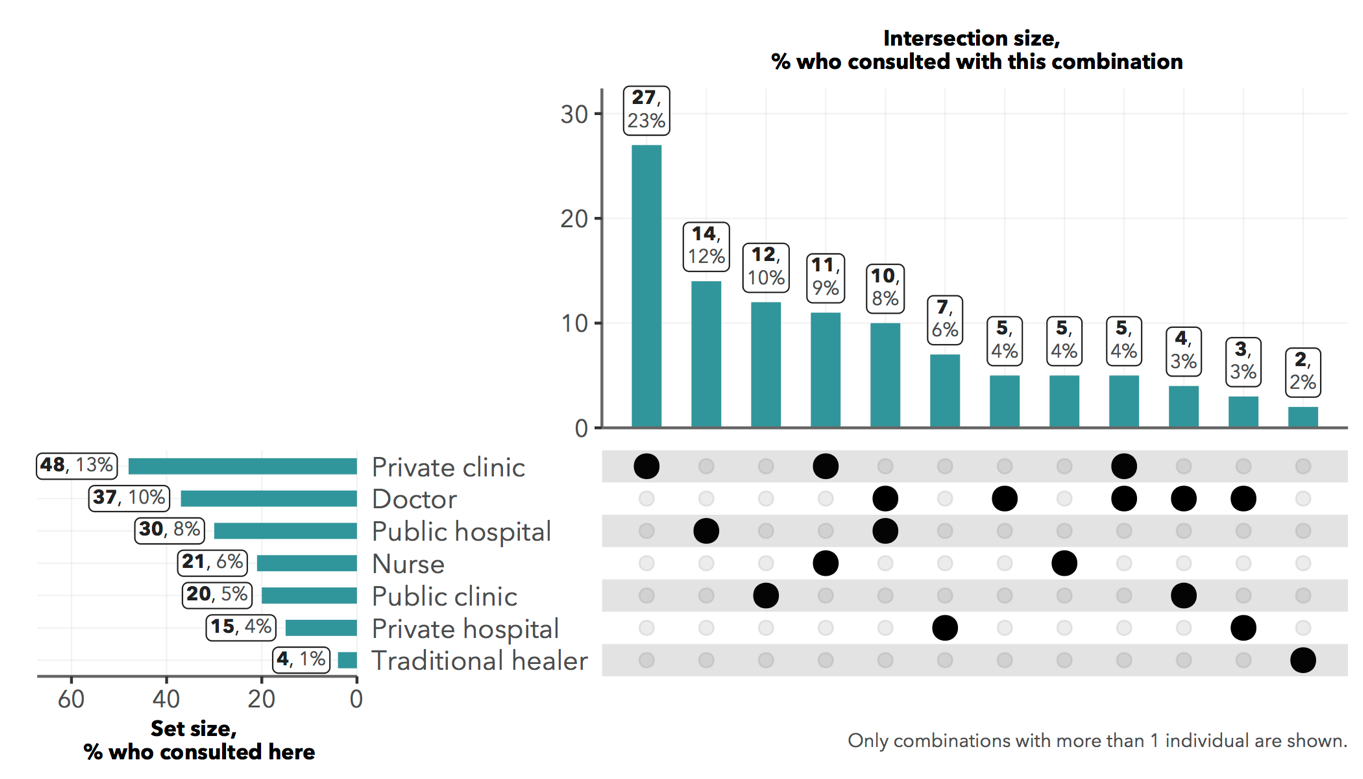 Intersection size,
% who consulted with this combination
30
20
10
0
27,
23%
14,
12%
12,
10%
11,
9%
10,
8%
7,
6%
5,
4%
5,
4%
5,
4%
4,
3%
3,
3%
2,
2%
48, 13%
Private clinic
37, 10%
Doctor
30, 8%
Public hospital
21, 6%
Nurse
20, 5%
Public clinic
15, 4%
Private hospital
4, 1%
Traditional healer
60 40 20 0
Set size,
% who consulted here
Only combinations with more than 1 individual are shown.